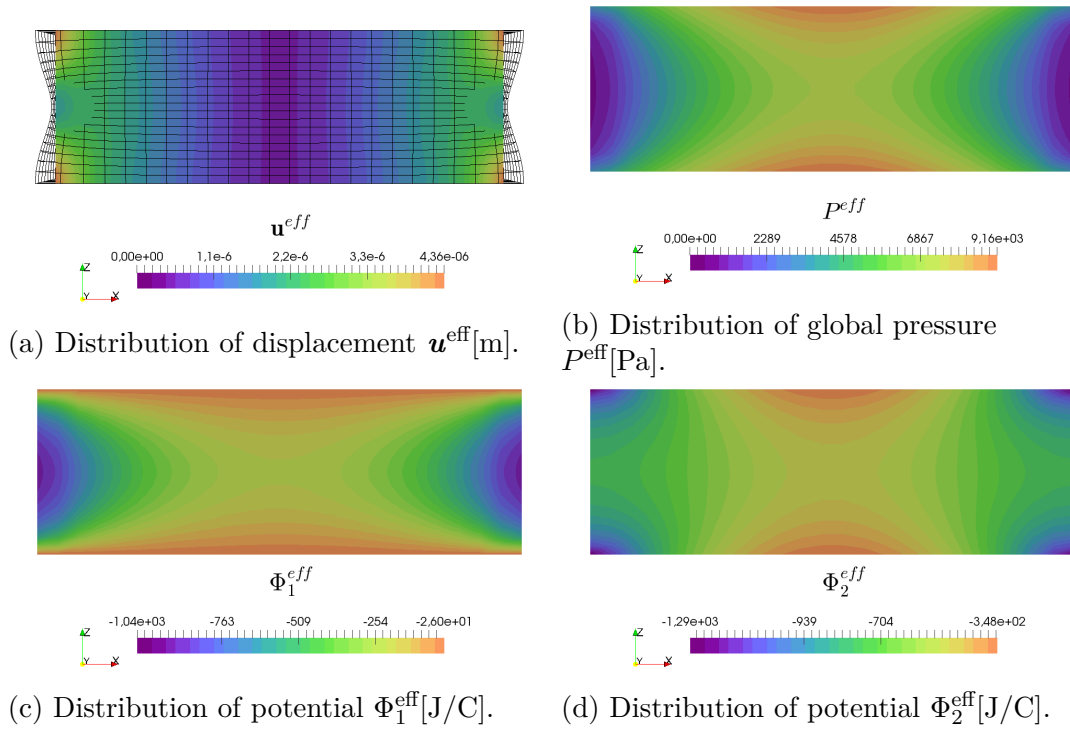 u^eff
0,00e+00 1,1e-6 2,2e-6 3,3e-6 4,36e-06
Z
Y X
(a) Distribution of displacement u^eff[m].
P^eff
0,00e+00 2289 4578 6867 9,16e+03
Z
Y X
(b) Distribution of global pressure
P^eff[Pa].
Φ_1^eff
-1,04e+03 -763 -509 -254 -2,60e+01
Z
Y X
(c) Distribution of potential Φ_1^eff[J/C].
Φ_2^eff
-1,29e+03 -939 -704 -3,48e+02
Z
Y X
(d) Distribution of potential Φ_2^eff[J/C].